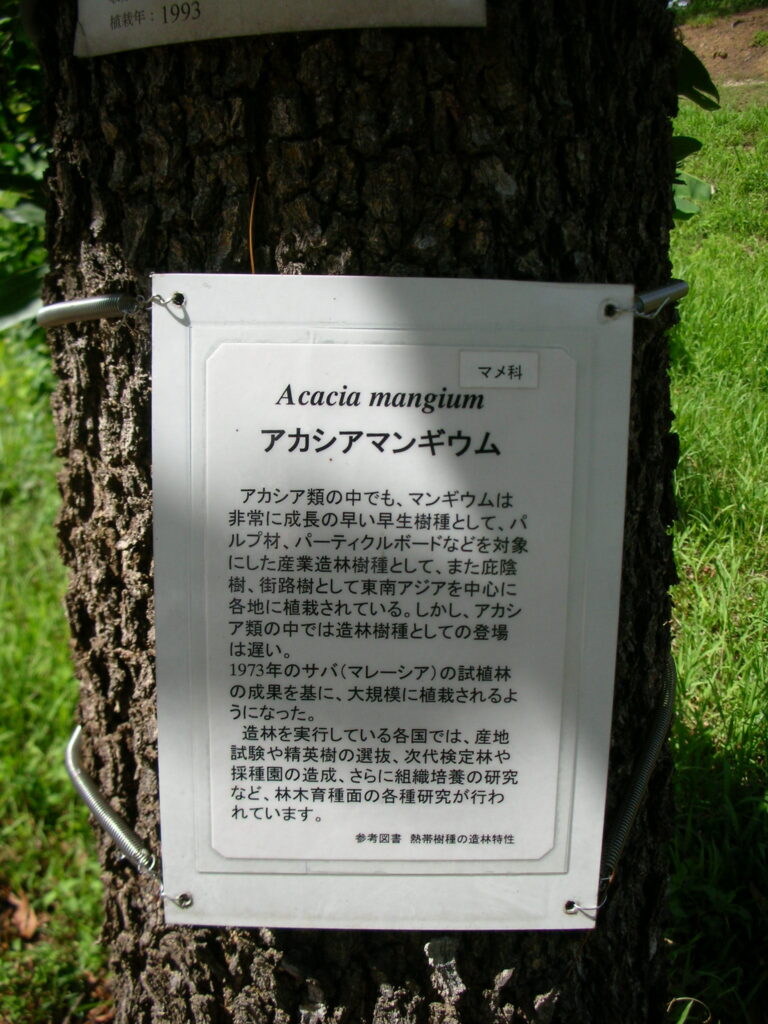 植栽年：1993
マメ科
Acacia mangium
アカシアマンギウム
アカシア類の中でも、マンギウムは
非常に成長の早い早生樹種として、パ
ルプ材、パーティクルボードなどを対象
にした産業造林樹種として、また庇陰
樹、街路樹として東南アジアを中心に
各地に植栽されている。しかし、アカシ
ア類の中では造林樹種としての登場
は遅い。
1973年のサバ（マレーシア）の試植林
の成果を基に、大規模に植栽されるよ
うになった。
造林を実行している各国では、産地
試験や精英樹の選抜、次代検定林や
採種園の造成、さらに組織培養の研究
など、林木育種面の各種研究が行わ
れています。
参考図書 熱帯樹種の造林特性